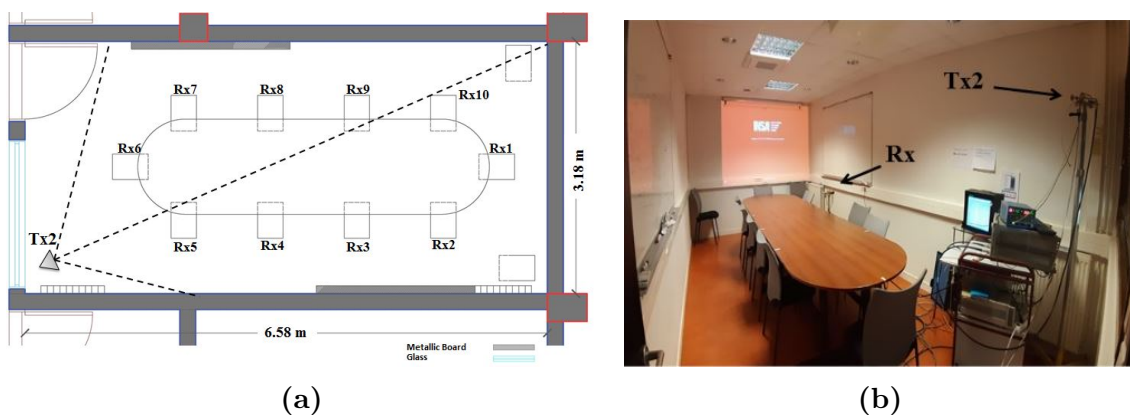 Rx7
Rx8
Rx9
Rx10
Rx6
Rx1
Tx2
Rx5
Rx4
Rx3
Rx2
3.18 m
6.58 m
Metallic Board
Glass
(a)
Tx2
INSA
Rx
(b)